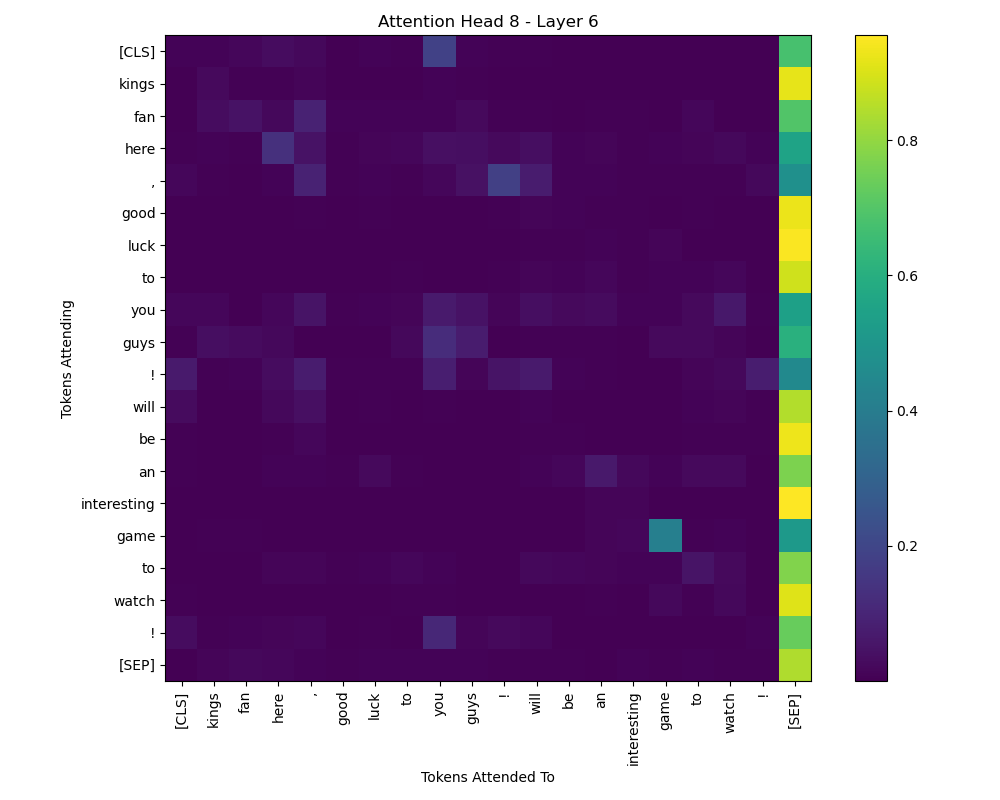 Attention Head 8 - Layer 6
[CLS]
kings
fan
here
,
good
luck
to
you
guys
!
will
be
an
interesting
game
to
watch
!
[SEP]
Tokens Attending
[CLS]
kings
fan
here
,
good
luck
to
you
guys
!
will
be
an
interesting
game
to
watch
!
[SEP]
Tokens Attended To
0.8
0.6
0.4
0.2